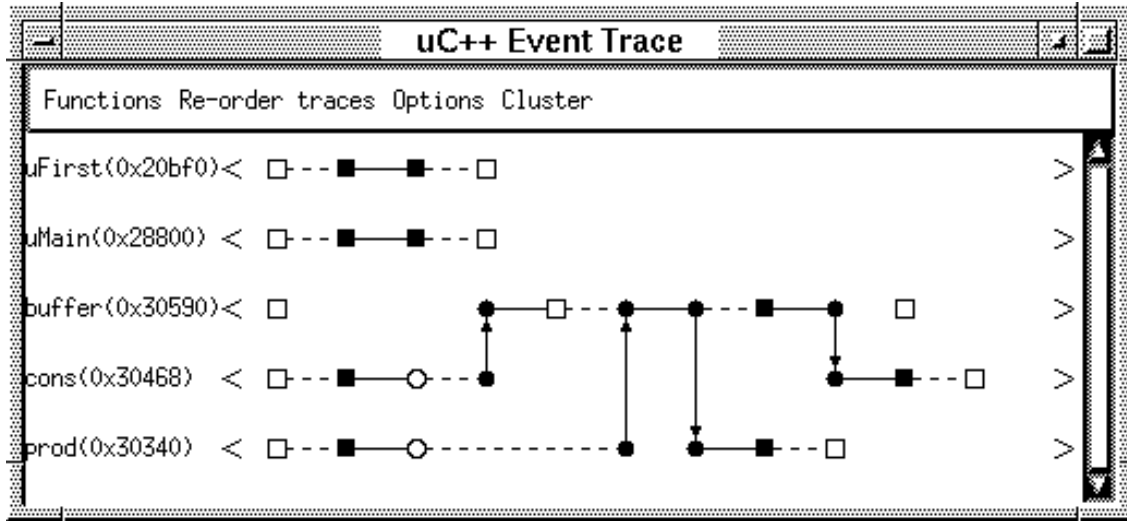 uC++ Event Trace
Functions Re-order traces Options Cluster
uFirst(0x20bf0)< >
uMain(0x28800) < >
buffer(0x30590)< >
cons(0x30468) < >
prod(0x30340) < >